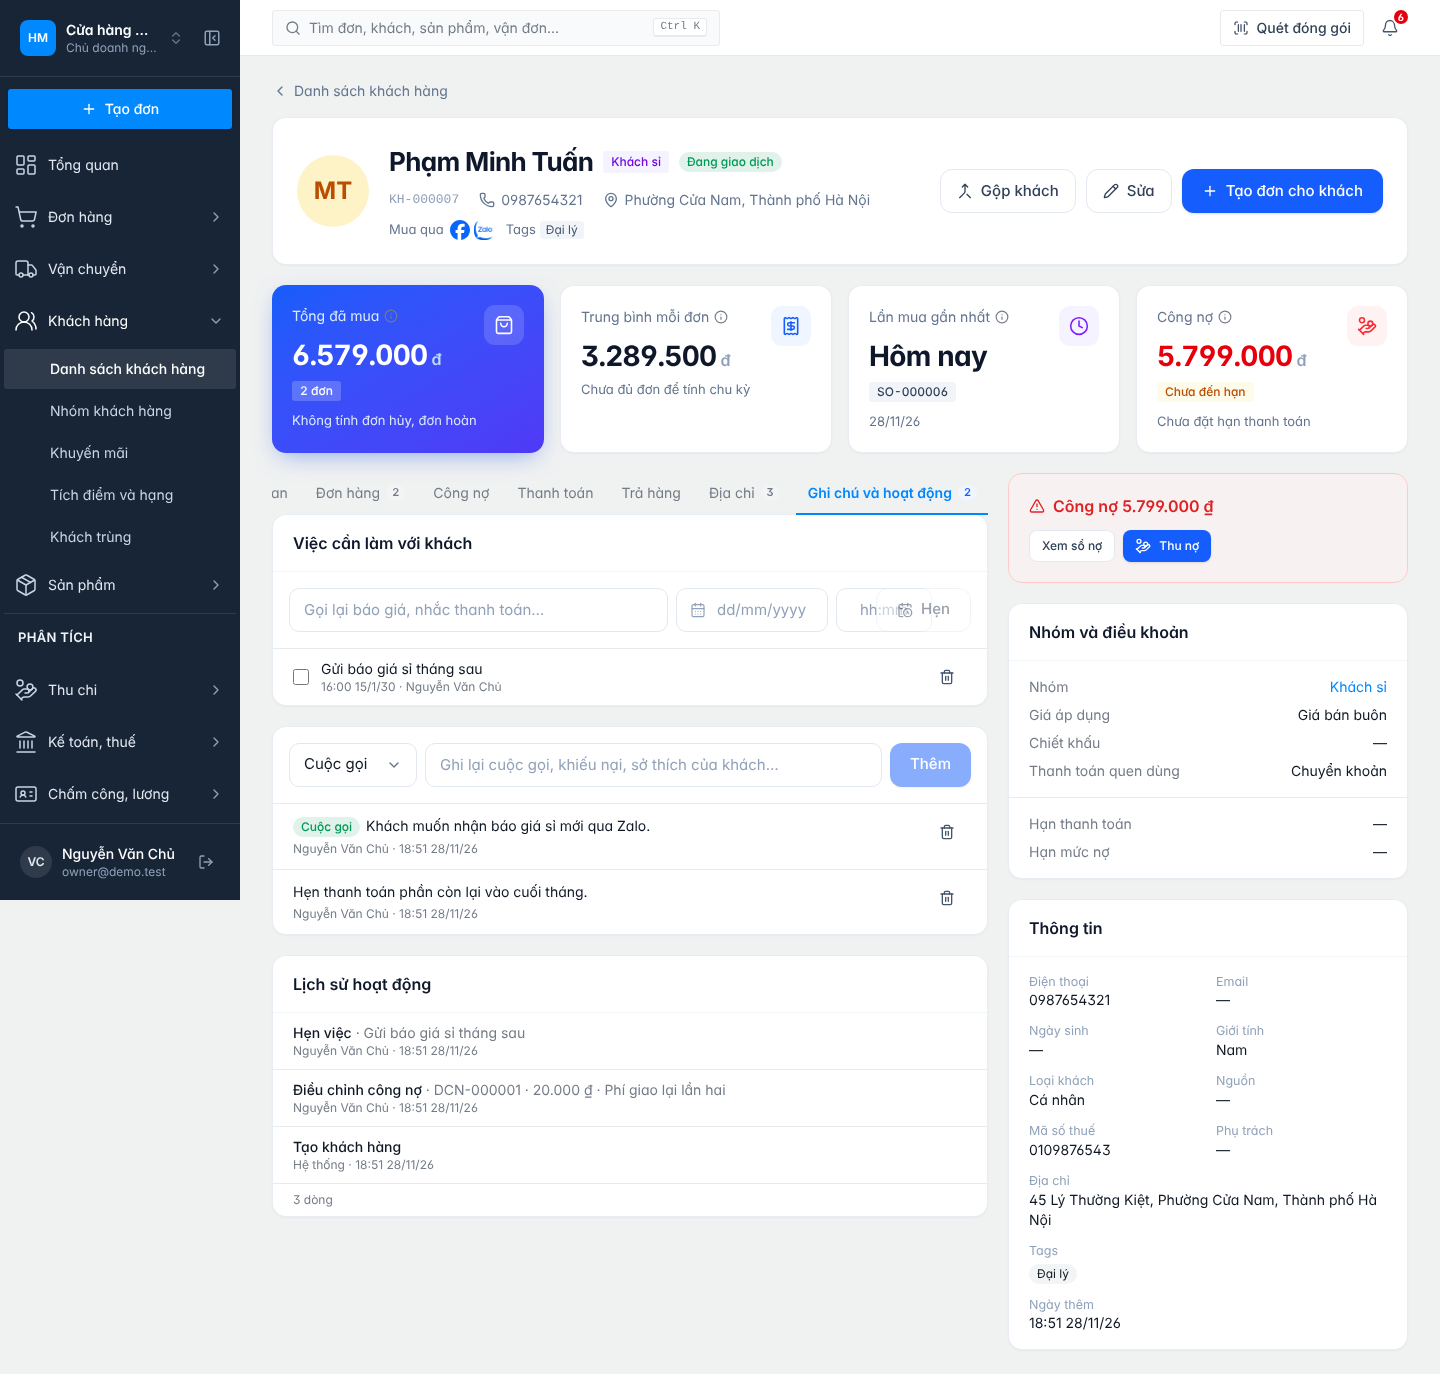 HM
Cửa hàng ...
Chủ doanh ng...
Tìm đơn, khách, sản phẩm, vận đơn...
Ctrl K
Quét đóng gói
6
Tạo đơn
Tổng quan
Đơn hàng
Vận chuyển
Khách hàng
Danh sách khách hàng
Nhóm khách hàng
Khuyến mãi
Tích điểm và hạng
Khách trùng
Sản phẩm
PHÂN TÍCH
Thu chi
Kế toán, thuế
Chấm công, lương
VC
Nguyễn Văn Chủ
owner@demo.test
Danh sách khách hàng
MT
Phạm Minh Tuấn
Khách sỉ
Đang giao dịch
KH-000007
0987654321
Phường Cửa Nam, Thành phố Hà Nội
Mua qua
Zalo
Tags
Đại lý
Gộp khách
Sửa
Tạo đơn cho khách
Tổng đã mua
6.579.000 đ
2 đơn
Không tính đơn hủy, đơn hoàn
Trung bình mỗi đơn
3.289.500 đ
Chưa đủ đơn để tính chu kỳ
Lần mua gần nhất
Hôm nay
SO-000006
28/11/26
Công nợ
5.799.000 đ
Chưa đến hạn
Chưa đặt hạn thanh toán
an
Đơn hàng 2
Công nợ
Thanh toán
Trả hàng
Địa chỉ 3
Ghi chú và hoạt động 2
Việc cần làm với khách
Gọi lại báo giá, nhắc thanh toán...
dd/mm/yyyy
hh:mm
Hẹn
Gửi báo giá sỉ tháng sau
16:00 15/1/30 · Nguyễn Văn Chủ
Cuộc gọi
Ghi lại cuộc gọi, khiếu nại, sở thích của khách...
Thêm
Cuộc gọi
Khách muốn nhận báo giá sỉ mới qua Zalo.
Nguyễn Văn Chủ · 18:51 28/11/26
Hẹn thanh toán phần còn lại vào cuối tháng.
Nguyễn Văn Chủ · 18:51 28/11/26
Lịch sử hoạt động
Hẹn việc · Gửi báo giá sỉ tháng sau
Nguyễn Văn Chủ · 18:51 28/11/26
Điều chỉnh công nợ · DCN-000001 · 20.000 ₫ · Phí giao lại lần hai
Nguyễn Văn Chủ · 18:51 28/11/26
Tạo khách hàng
Hệ thống · 18:51 28/11/26
3 dòng
Công nợ 5.799.000 ₫
Xem sổ nợ
Thu nợ
Nhóm và điều khoản
Nhóm
Khách sỉ
Giá áp dụng
Giá bán buôn
Chiết khấu
—
Thanh toán quen dùng
Chuyển khoản
Hạn thanh toán
—
Hạn mức nợ
—
Thông tin
Điện thoại
0987654321
Email
—
Ngày sinh
—
Giới tính
Nam
Loại khách
Cá nhân
Nguồn
—
Mã số thuế
0109876543
Phụ trách
—
Địa chỉ
45 Lý Thường Kiệt, Phường Cửa Nam, Thành phố Hà
Nội
Tags
Đại lý
Ngày thêm
18:51 28/11/26